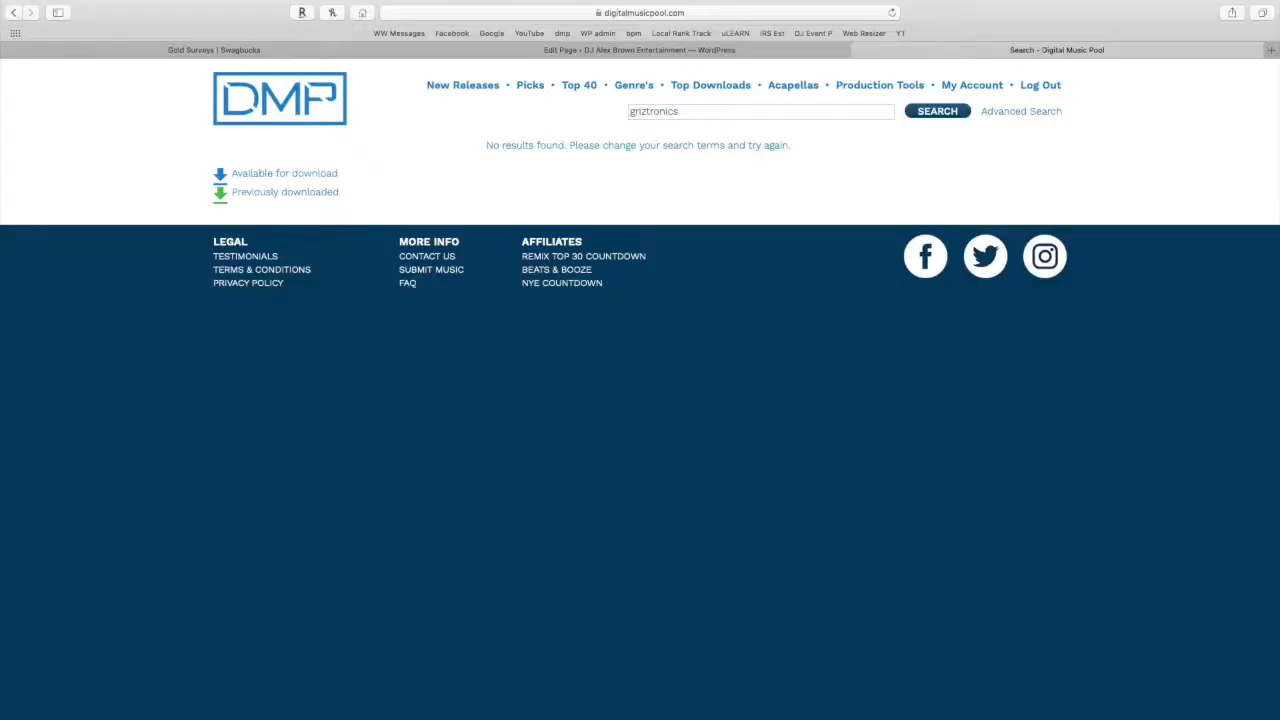 digitalmusicpool.com
WW Messages Facebook Google YouTube dmp WP admin bpm Local Rank Track uLEARN IRS Est DJ Event P Web Resizer YT
Gold Surveys | Swagbucks Edit Page ‹ DJ Alex Brown Entertainment — WordPress Search - Digital Music Pool
DMP New Releases • Picks • Top 40 • Genre's • Top Downloads • Acapellas • Production Tools • My Account • Log Out
griztronics SEARCH Advanced Search
No results found. Please change your search terms and try again.
Available for download
Previously downloaded
LEGAL MORE INFO AFFILIATES
TESTIMONIALS CONTACT US REMIX TOP 30 COUNTDOWN
TERMS & CONDITIONS SUBMIT MUSIC BEATS & BOOZE
PRIVACY POLICY FAQ NYE COUNTDOWN